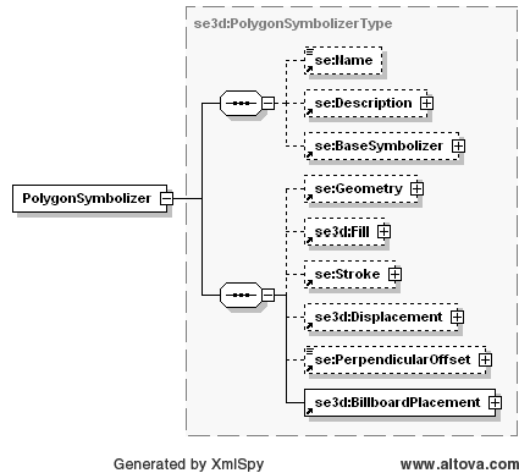 se3d:PolygonSymbolizerType
se:Name
se:Description
se:BaseSymbolizer
PolygonSymbolizer
se:Geometry
se3d:Fill
se:Stroke
se3d:Displacement
se:PerpendicularOffset
se3d:BillboardPlacement
Generated by XmlSpy
www.altova.com